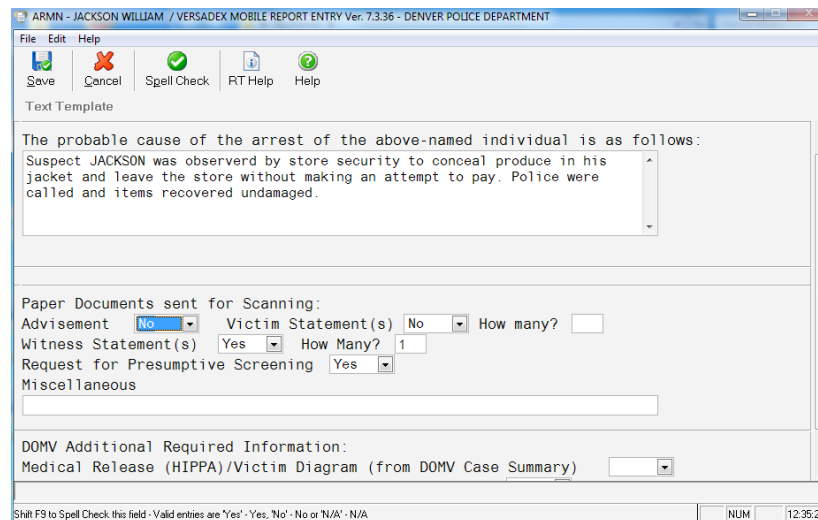 ARMN - JACKSON WILLIAM / VERSADEX MOBILE REPORT ENTRY Ver. 7.3.36 - DENVER POLICE DEPARTMENT
File Edit Help
Save Cancel Spell Check RT Help Help
Text Template
The probable cause of the arrest of the above-named individual is as follows:
Suspect JACKSON was observerd by store security to conceal produce in his
jacket and leave the store without making an attempt to pay. Police were
called and items recovered undamaged.
Paper Documents sent for Scanning:
Advisement No Victim Statement(s) No How many?
Witness Statement(s) Yes How Many? 1
Request for Presumptive Screening Yes
Miscellaneous
DOMV Additional Required Information:
Medical Release (HIPPA)/Victim Diagram (from DOMV Case Summary)
Shift F9 to Spell Check this field - Valid entries are 'Yes' - Yes, 'No' - No or 'N/A' - N/A NUM 12:35:2